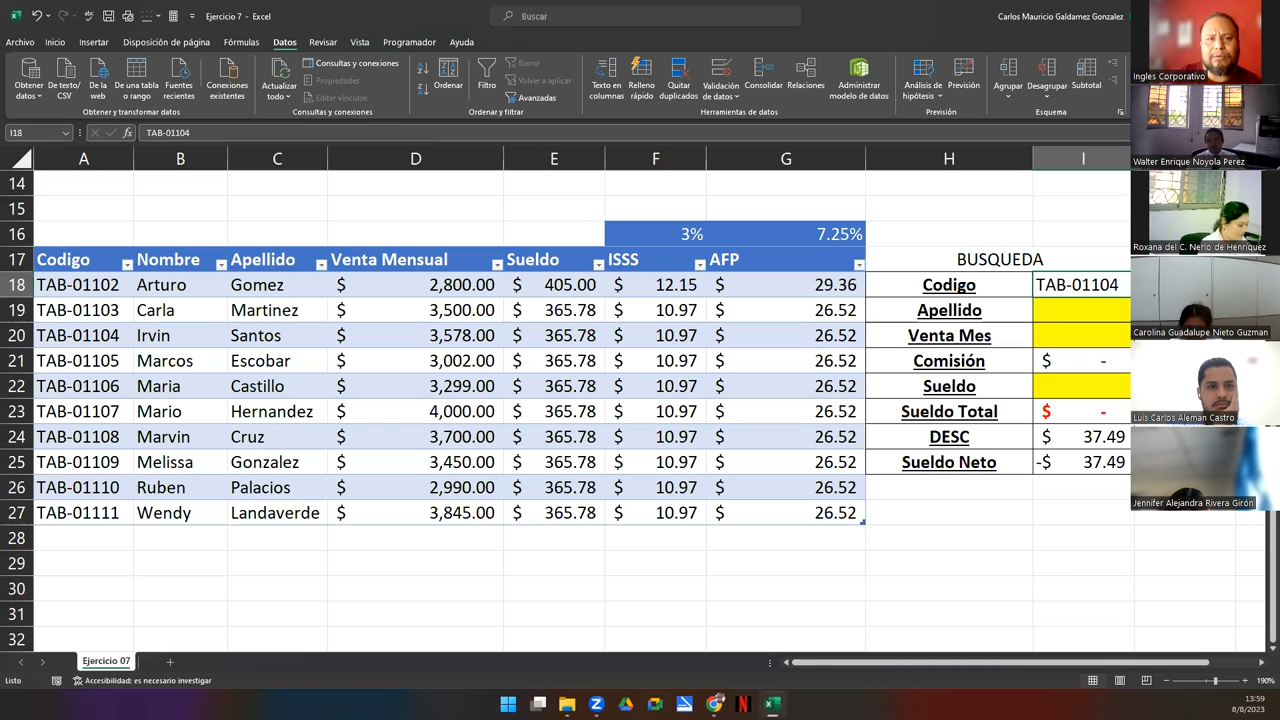 Ejercicio 7 - Excel
Buscar
Carlos Mauricio Galdamez Gonzalez
Archivo Inicio Insertar Disposición de página Fórmulas Datos Revisar Vista Programador Ayuda
Obtener datos
De texto/ CSV
De la web
De una tabla o rango
Fuentes recientes
Conexiones existentes
Actualizar todo
Consultas y conexiones
Propiedades
Editar vínculos
Ordenar
Filtro
Borrar
Volver a aplicar
Avanzadas
Texto en columnas
Relleno rápido
Quitar duplicados
Validación de datos
Consolidar
Relaciones
Administrar modelo de datos
Análisis de hipótesis
Previsión
Agrupar
Desagrupar
Subtotal
Obtener y transformar datos
Consultas y conexiones
Ordenar y filtrar
Herramientas de datos
Previsión
Esquema
I18 fx TAB-01104
A B C D E F G H I
14
15
16 3% 7.25%
17 Codigo Nombre Apellido Venta Mensual Sueldo ISSS AFP BUSQUEDA
18 TAB-01102 Arturo Gomez $ 2,800.00 $ 405.00 $ 12.15 $ 29.36 Codigo TAB-01104
19 TAB-01103 Carla Martinez $ 3,500.00 $ 365.78 $ 10.97 $ 26.52 Apellido
20 TAB-01104 Irvin Santos $ 3,578.00 $ 365.78 $ 10.97 $ 26.52 Venta Mes
21 TAB-01105 Marcos Escobar $ 3,002.00 $ 365.78 $ 10.97 $ 26.52 Comisión $ -
22 TAB-01106 Maria Castillo $ 3,299.00 $ 365.78 $ 10.97 $ 26.52 Sueldo
23 TAB-01107 Mario Hernandez $ 4,000.00 $ 365.78 $ 10.97 $ 26.52 Sueldo Total $ -
24 TAB-01108 Marvin Cruz $ 3,700.00 $ 365.78 $ 10.97 $ 26.52 DESC $ 37.49
25 TAB-01109 Melissa Gonzalez $ 3,450.00 $ 365.78 $ 10.97 $ 26.52 Sueldo Neto -$ 37.49
26 TAB-01110 Ruben Palacios $ 2,990.00 $ 365.78 $ 10.97 $ 26.52
27 TAB-01111 Wendy Landaverde $ 3,845.00 $ 365.78 $ 10.97 $ 26.52
28
29
30
31
32
Ejercicio 07
Listo
Accesibilidad: es necesario investigar
190%
13:59
8/8/2023
Ingles Corporativo
Walter Enrique Noyola Perez
Roxana del C. Nerio de Henríquez
Carolina Guadalupe Nieto Guzman
Luis Carlos Aleman Castro
Jennifer Alejandra Rivera Girón